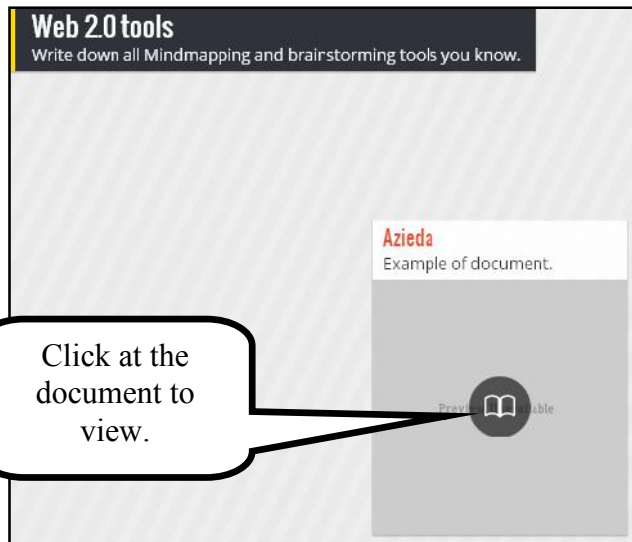 Web 2.0 tools
Write down all Mindmapping and brairstorming tools you know.
Azieda
Example of document.
Click at the
document to
view.